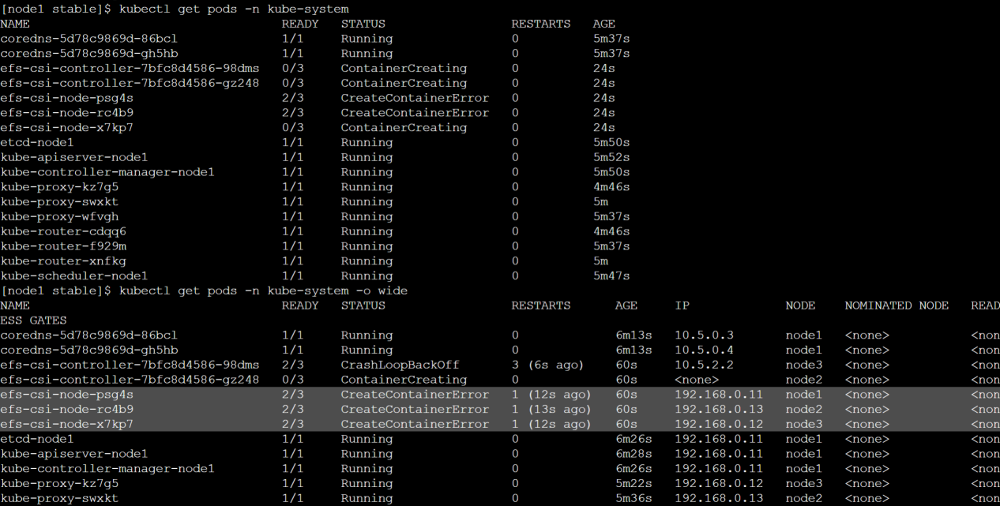 [node1 stable]$ kubectl get pods -n kube-system
NAME READY STATUS RESTARTS AGE
coredns-5d78c9869d-86bcl 1/1 Running 0 5m37s
coredns-5d78c9869d-gh5hb 1/1 Running 0 5m37s
efs-csi-controller-7bfc8d4586-98dms 0/3 ContainerCreating 0 24s
efs-csi-controller-7bfc8d4586-gz248 0/3 ContainerCreating 0 24s
efs-csi-node-psg4s 2/3 CreateContainerError 0 24s
efs-csi-node-rc4b9 2/3 CreateContainerError 0 24s
efs-csi-node-x7kp7 0/3 ContainerCreating 0 24s
etcd-node1 1/1 Running 0 5m50s
kube-apiserver-node1 1/1 Running 0 5m52s
kube-controller-manager-node1 1/1 Running 0 5m50s
kube-proxy-kz7g5 1/1 Running 0 4m46s
kube-proxy-swxkt 1/1 Running 0 5m
kube-proxy-wfvgh 1/1 Running 0 5m37s
kube-router-cdqq6 1/1 Running 0 4m46s
kube-router-f929m 1/1 Running 0 5m37s
kube-router-xnfkg 1/1 Running 0 5m
kube-scheduler-node1 1/1 Running 0 5m47s
[node1 stable]$ kubectl get pods -n kube-system -o wide
NAME READY STATUS RESTARTS AGE IP NODE NOMINATED NODE READ
ESS GATES
coredns-5d78c9869d-86bcl 1/1 Running 0 6m13s 10.5.0.3 node1 <none> <non
coredns-5d78c9869d-gh5hb 1/1 Running 0 6m13s 10.5.0.4 node1 <none> <non
efs-csi-controller-7bfc8d4586-98dms 2/3 CrashLoopBackOff 3 (6s ago) 60s 10.5.2.2 node3 <none> <non
efs-csi-controller-7bfc8d4586-gz248 0/3 ContainerCreating 0 60s <none> node2 <none> <non
efs-csi-node-psg4s 2/3 CreateContainerError 1 (12s ago) 60s 192.168.0.11 node1 <none> <non
efs-csi-node-rc4b9 2/3 CreateContainerError 1 (13s ago) 60s 192.168.0.13 node2 <none> <non
efs-csi-node-x7kp7 2/3 CreateContainerError 1 (12s ago) 60s 192.168.0.12 node3 <none> <non
etcd-node1 1/1 Running 0 6m26s 192.168.0.11 node1 <none> <non
kube-apiserver-node1 1/1 Running 0 6m28s 192.168.0.11 node1 <none> <non
kube-controller-manager-node1 1/1 Running 0 6m26s 192.168.0.11 node1 <none> <non
kube-proxy-kz7g5 1/1 Running 0 5m22s 192.168.0.12 node3 <none> <non
kube-proxy-swxkt 1/1 Running 0 5m36s 192.168.0.13 node2 <none> <non